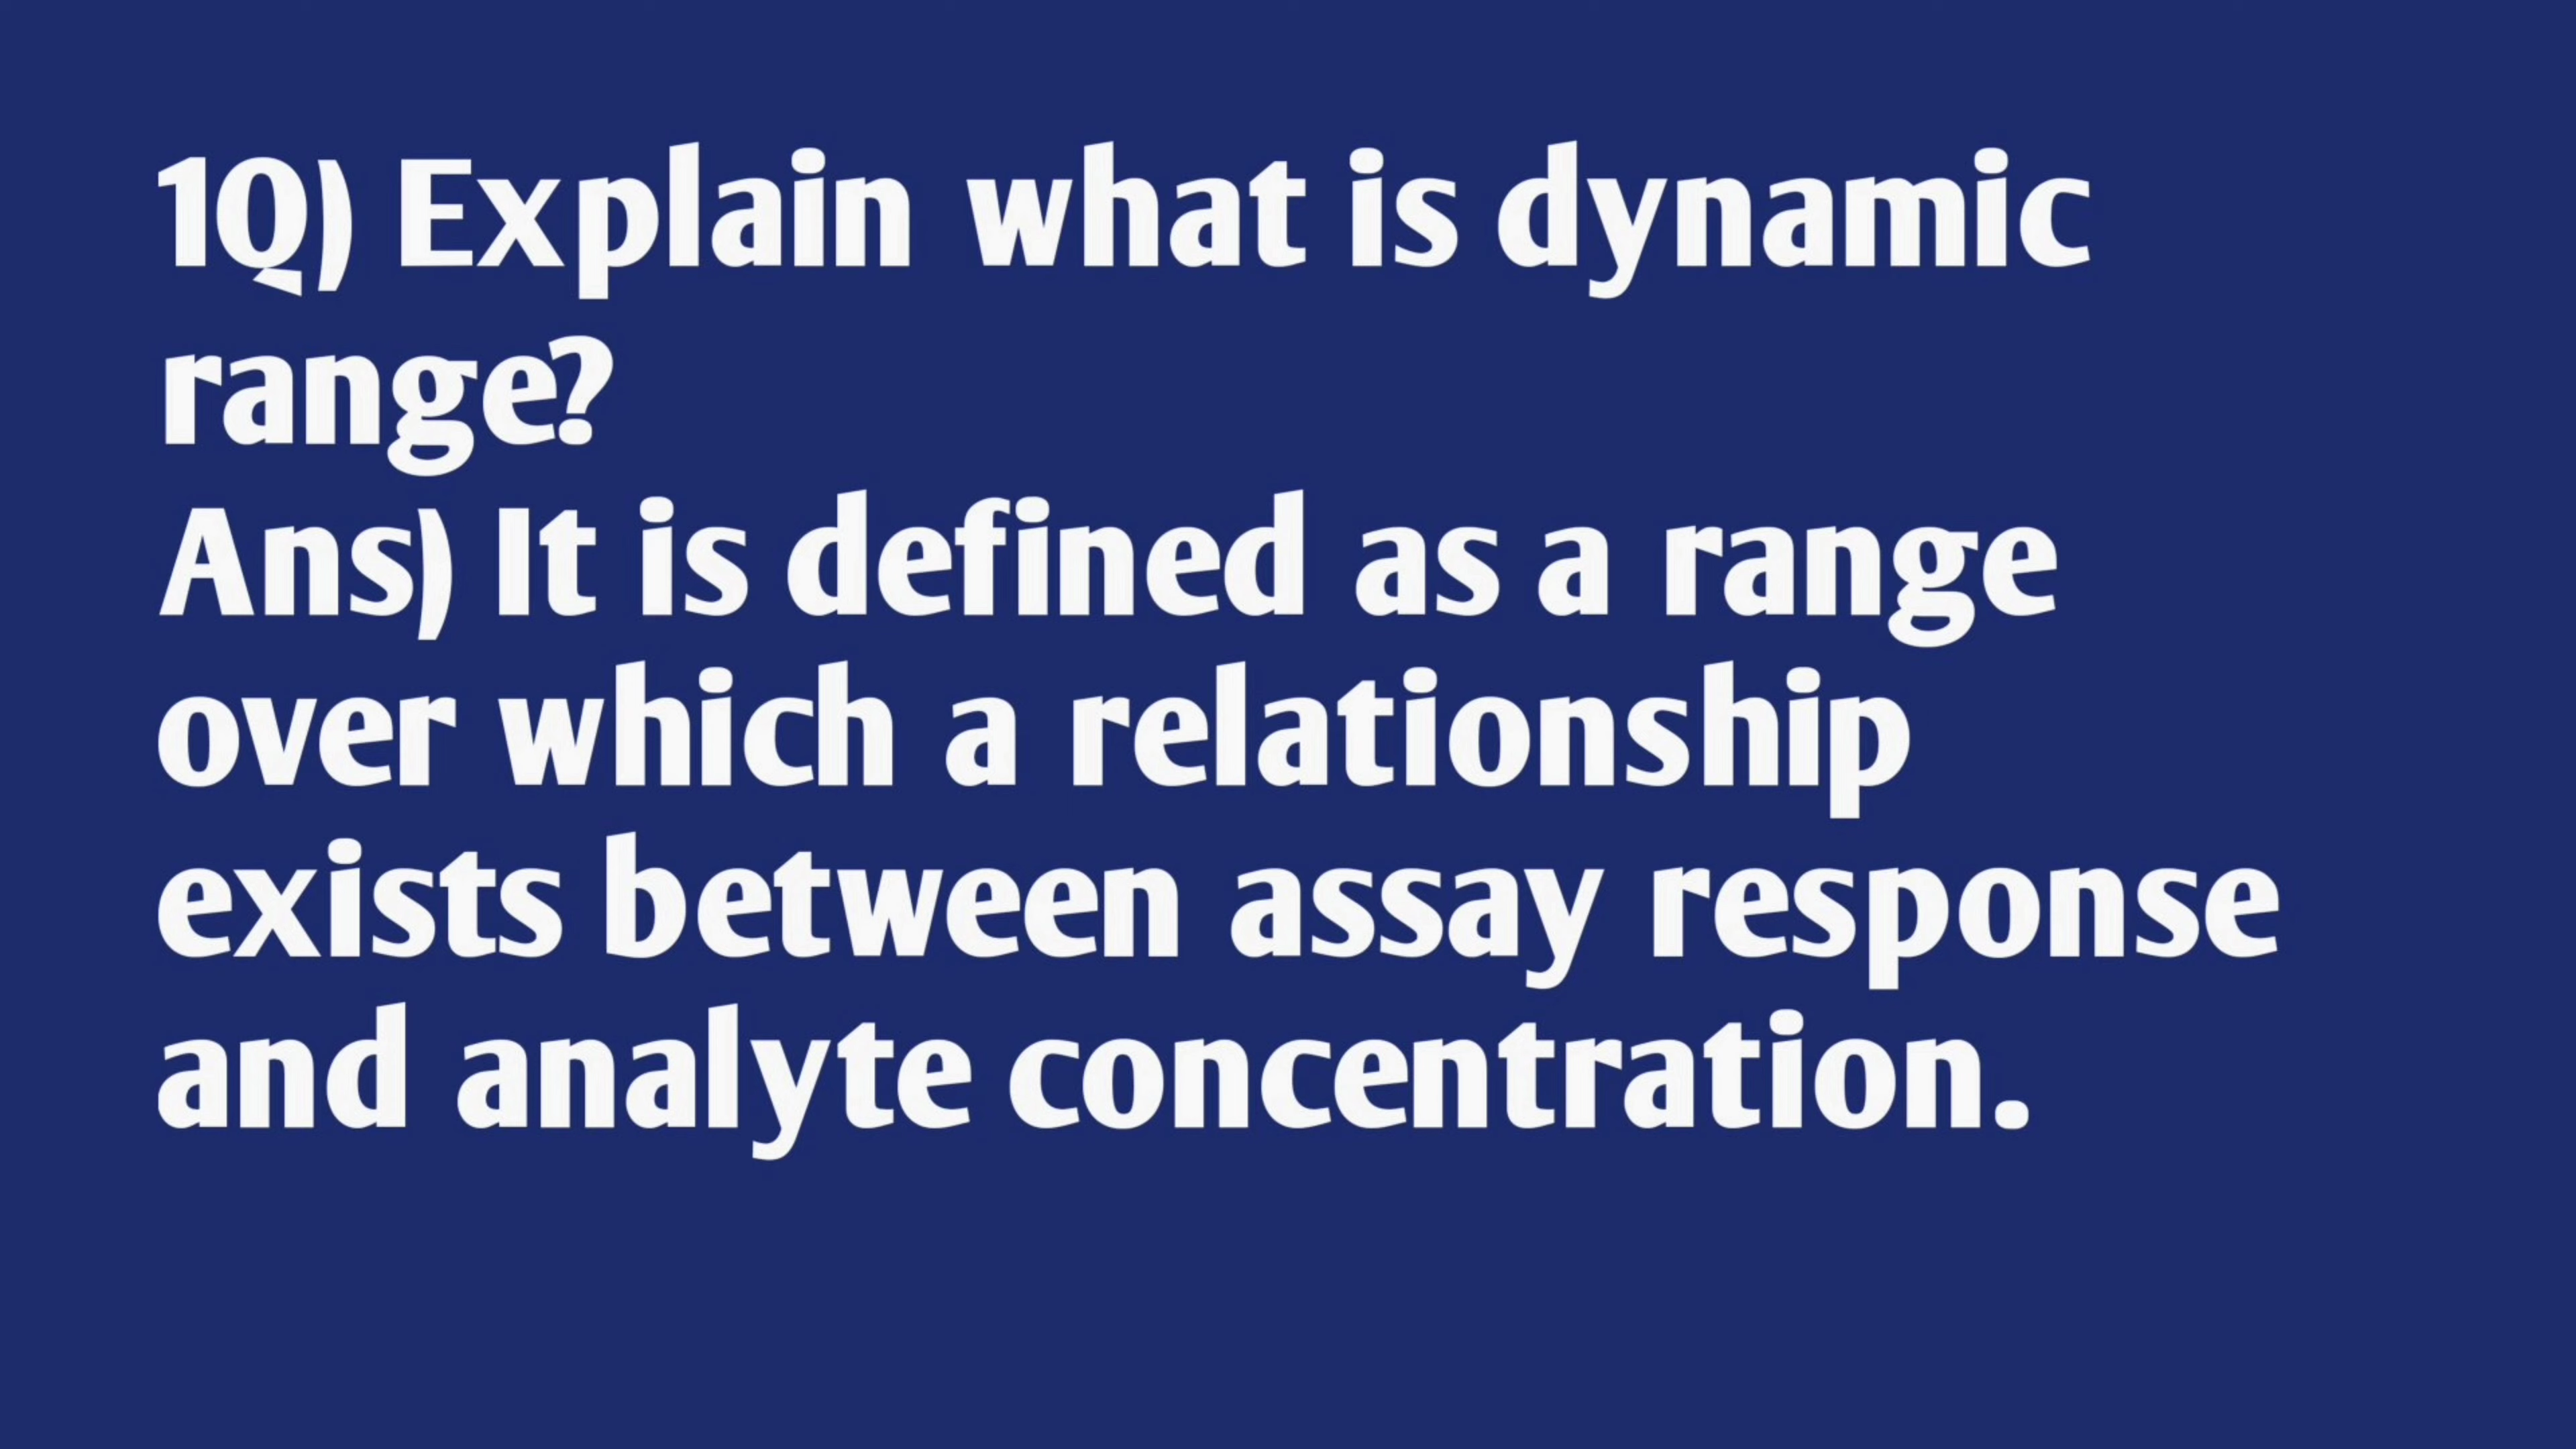 1Q) Explain what is dynamic
range?
Ans) It is defined as a range
over which a relationship
exists between assay response
and analyte concentration.